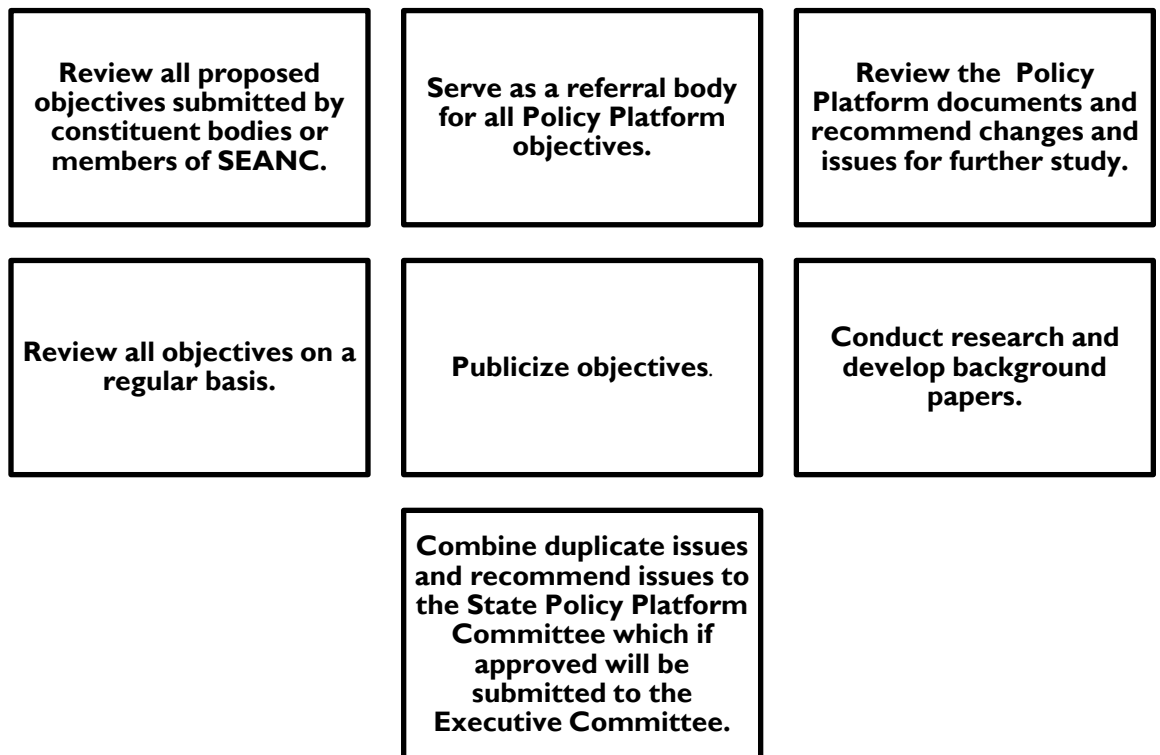 Review all proposed
objectives submitted by
constituent bodies or
members of SEANC.
Serve as a referral body
for all Policy Platform
objectives.
Review the  Policy
Platform documents and
recommend changes and
issues for further study.
Review all objectives on a
regular basis.
Publicize objectives.
Conduct research and
develop background
papers.
Combine duplicate issues
and recommend issues to
the State Policy Platform
Committee which if
approved will be
submitted to the
Executive Committee.